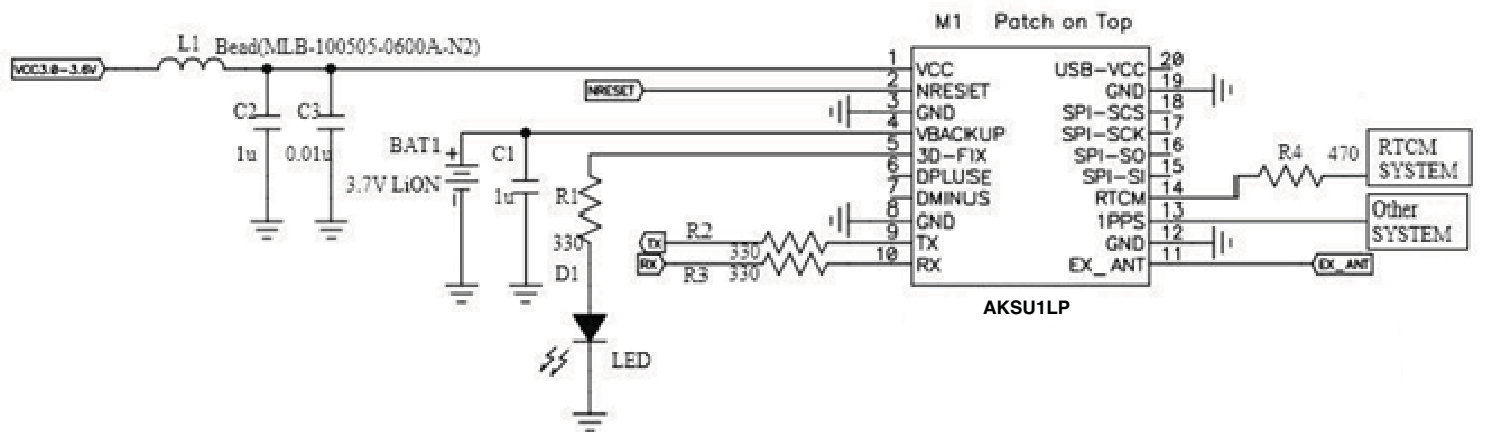 M1 Patch on Top
L1 Bead(MLB-100505-0600A-N2)
VCC3.0-3.6V
C2
1u
C3
0.01u
BAT1
+
3.7V LiON
-
C1
1u
R1
330
D1
LED
NRESET
TX
RX
R2
330
R3
330
1
2
3
4
5
6
7
8
9
10
VCC
NRESET
GND
VBACKUP
3D-FIX
DPLUSE
DMINUS
GND
TX
RX
USB-VCC
GND
SPI-SCS
SPI-SCK
SPI-SO
SPI-SI
RTCM
1PPS
GND
EX_ANT
20
19
18
17
16
15
14
13
12
11
AKSU1LP
R4
470
RTCM
SYSTEM
Other
SYSTEM
EX_ANT